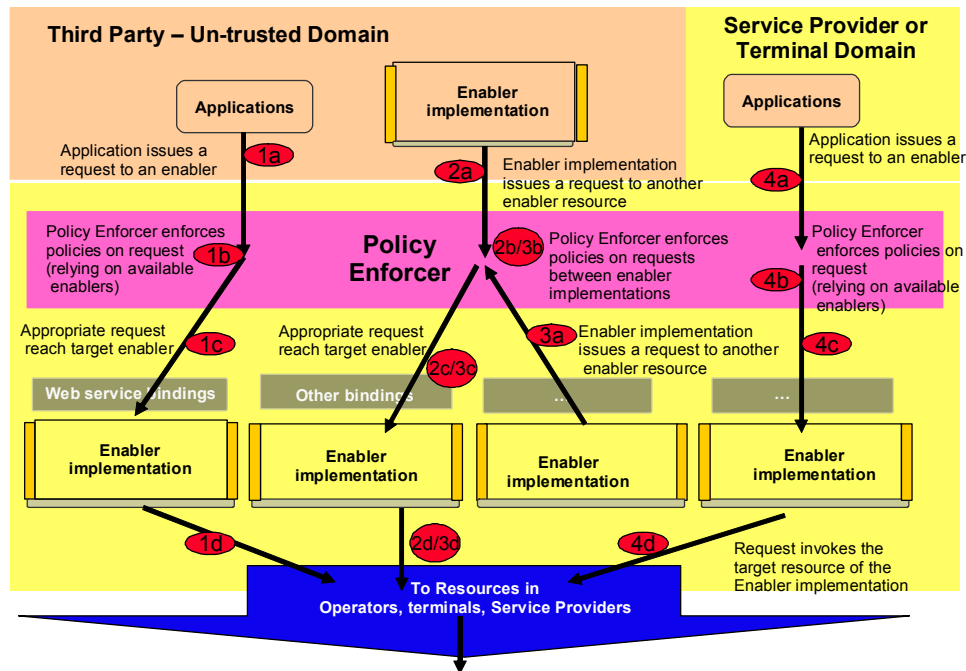 Third Party – Un-trusted Domain
Service Provider or
Terminal Domain
Applications
Enabler
implementation
Applications
Application issues a
request to an enabler
1a
2a
Enabler implementation
issues a request to another
enabler resource
Application issues a
request to an enabler
4a
Policy Enforcer enforces
policies on request
(relying on available
enablers)
1b
Policy
Enforcer
2b/3b
Policy Enforcer enforces
policies on requests
between enabler
implementations
Policy Enforcer
enforces policies on
request
(relying on available
enablers)
4b
Appropriate request
reach target enabler
1c
Appropriate request
reach target enabler
2c/3c
3a
Enabler implementation
issues a request to another
enabler resource
4c
Web service bindings
Other bindings
...
...
Enabler
implementation
Enabler
implementation
Enabler
implementation
Enabler
implementation
1d
2d/3d
4d
Request invokes the
target resource of the
Enabler implementation
To Resources in
Operators, terminals, Service Providers